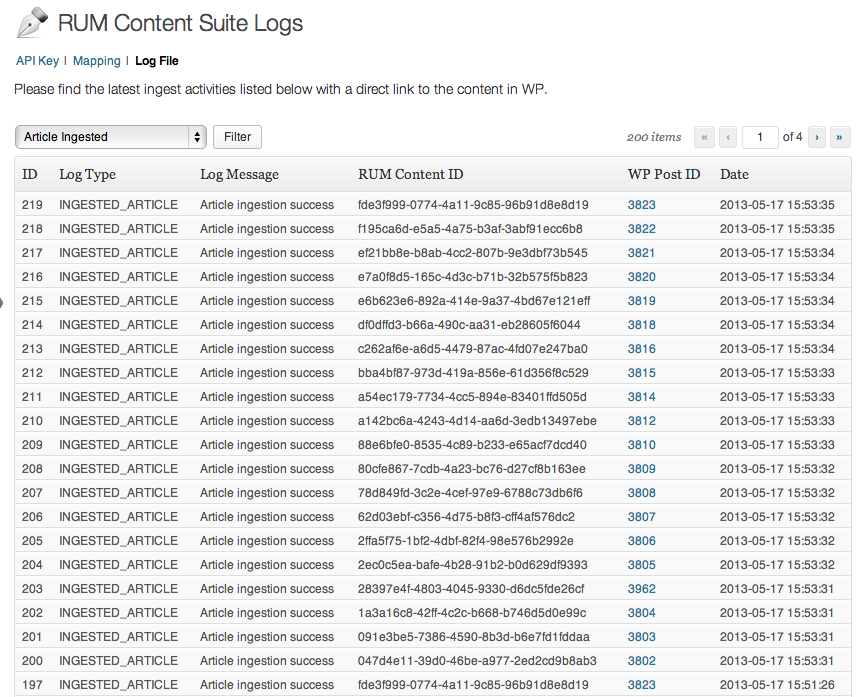 RUM Content Suite Logs
API Key | Mapping | Log File
Please find the latest ingest activities listed below with a direct link to the content in WP.
Article Ingested Filter 200 items « ‹ 1 of 4 › »
ID Log Type Log Message RUM Content ID WP Post ID Date
219 INGESTED_ARTICLE Article ingestion success fde3f999-0774-4a11-9c85-96b91d8e8d19 3823 2013-05-17 15:53:35
218 INGESTED_ARTICLE Article ingestion success f195ca6d-e5a5-4a75-b3af-3abf91ecc6b8 3822 2013-05-17 15:53:35
217 INGESTED_ARTICLE Article ingestion success ef21bb8e-b8ab-4cc2-807b-9e3dbf73b545 3821 2013-05-17 15:53:34
216 INGESTED_ARTICLE Article ingestion success e7a0f8d5-165c-4d3c-b71b-32b575f5b823 3820 2013-05-17 15:53:34
215 INGESTED_ARTICLE Article ingestion success e6b623e6-892a-414e-9a37-4bd67e121eff 3819 2013-05-17 15:53:34
214 INGESTED_ARTICLE Article ingestion success df0dffd3-b66a-490c-aa31-eb28605f6044 3818 2013-05-17 15:53:34
213 INGESTED_ARTICLE Article ingestion success c262af6e-a6d5-4479-87ac-4fd07e247ba0 3816 2013-05-17 15:53:34
212 INGESTED_ARTICLE Article ingestion success bba4bf87-973d-419a-856e-61d356f8c529 3815 2013-05-17 15:53:33
211 INGESTED_ARTICLE Article ingestion success a54ec179-7734-4cc5-894e-83401ffd505d 3814 2013-05-17 15:53:33
210 INGESTED_ARTICLE Article ingestion success a142bc6a-4243-4d14-aa6d-3edb13497ebe 3812 2013-05-17 15:53:33
209 INGESTED_ARTICLE Article ingestion success 88e6bfe0-8535-4c89-b233-e65acf7dcd40 3810 2013-05-17 15:53:33
208 INGESTED_ARTICLE Article ingestion success 80cfe867-7cdb-4a23-bc76-d27cf8b163ee 3809 2013-05-17 15:53:32
207 INGESTED_ARTICLE Article ingestion success 78d849fd-3c2e-4cef-97e9-6788c73db6f6 3808 2013-05-17 15:53:32
206 INGESTED_ARTICLE Article ingestion success 62d03ebf-c356-4d75-b8f3-cff4af576dc2 3807 2013-05-17 15:53:32
205 INGESTED_ARTICLE Article ingestion success 2ffa5f75-1bf2-4dbf-82f4-98e576b2992e 3806 2013-05-17 15:53:32
204 INGESTED_ARTICLE Article ingestion success 2ec0c5ea-bafe-4b28-91b2-b0d629df9393 3805 2013-05-17 15:53:32
203 INGESTED_ARTICLE Article ingestion success 28397e4f-4803-4045-9330-d6dc5fde26cf 3962 2013-05-17 15:53:31
202 INGESTED_ARTICLE Article ingestion success 1a3a16c8-42ff-4c2c-b668-b746d5d0e99c 3804 2013-05-17 15:53:31
201 INGESTED_ARTICLE Article ingestion success 091e3be5-7386-4590-8b3d-b6e7fd1fddaa 3803 2013-05-17 15:53:31
200 INGESTED_ARTICLE Article ingestion success 047d4e11-39d0-46be-a977-2ed2cd9b8ab3 3802 2013-05-17 15:53:31
197 INGESTED_ARTICLE Article ingestion success fde3f999-0774-4a11-9c85-96b91d8e8d19 3823 2013-05-17 15:51:26